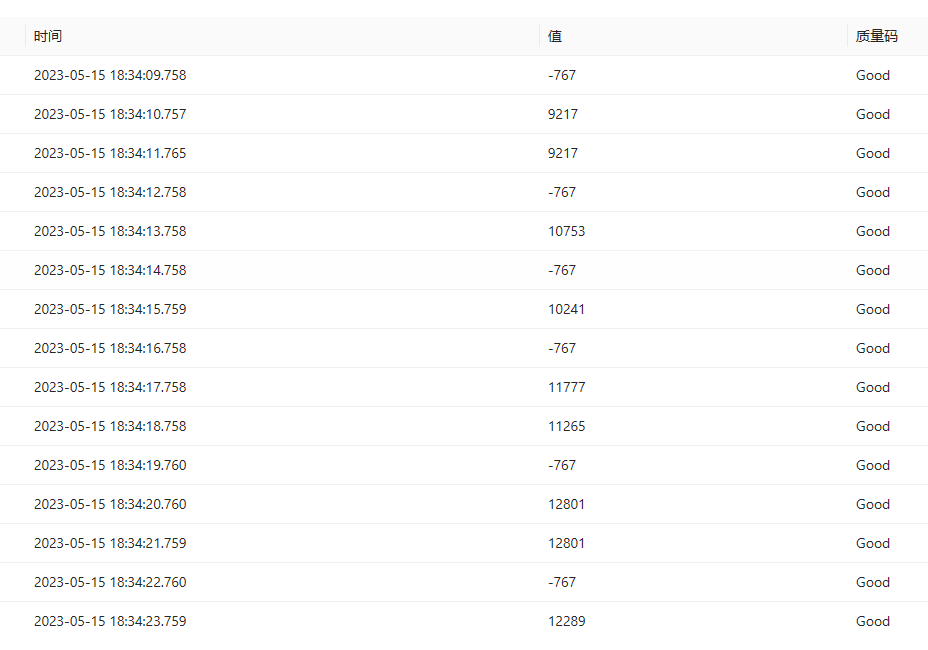 时间 值 质量码
2023-05-15 18:34:09.758 -767 Good
2023-05-15 18:34:10.757 9217 Good
2023-05-15 18:34:11.765 9217 Good
2023-05-15 18:34:12.758 -767 Good
2023-05-15 18:34:13.758 10753 Good
2023-05-15 18:34:14.758 -767 Good
2023-05-15 18:34:15.759 10241 Good
2023-05-15 18:34:16.758 -767 Good
2023-05-15 18:34:17.758 11777 Good
2023-05-15 18:34:18.758 11265 Good
2023-05-15 18:34:19.760 -767 Good
2023-05-15 18:34:20.760 12801 Good
2023-05-15 18:34:21.759 12801 Good
2023-05-15 18:34:22.760 -767 Good
2023-05-15 18:34:23.759 12289 Good